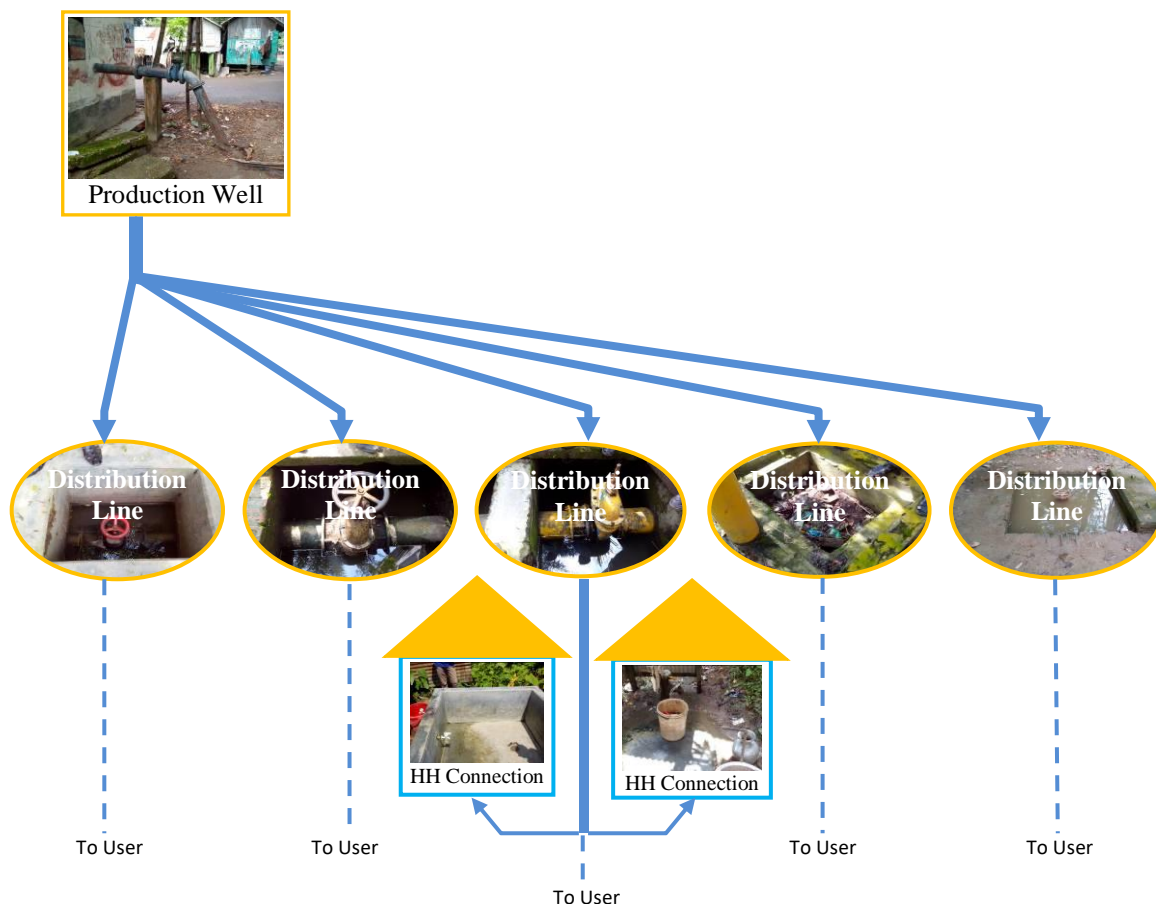 Production Well
Distribution
Line
Distribution
Line
Distribution
Line
Distribution
Line
Distribution
Line
HH Connection
HH Connection
To User
To User
To User
To User
To User